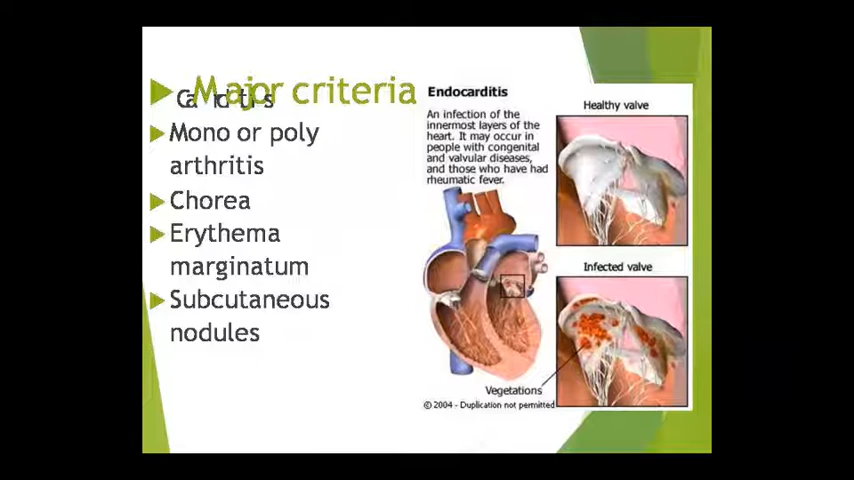 Major criteria
Carditis
Mono or poly
arthritis
Chorea
Erythema
marginatum
Subcutaneous
nodules
Endocarditis
An infection of the
innermost layers of the
heart. It may occur in
people with congenital
and valvular diseases,
and those who have had
rheumatic fever.
Healthy valve
Infected valve
Vegetations
© 2004 - Duplication not permitted